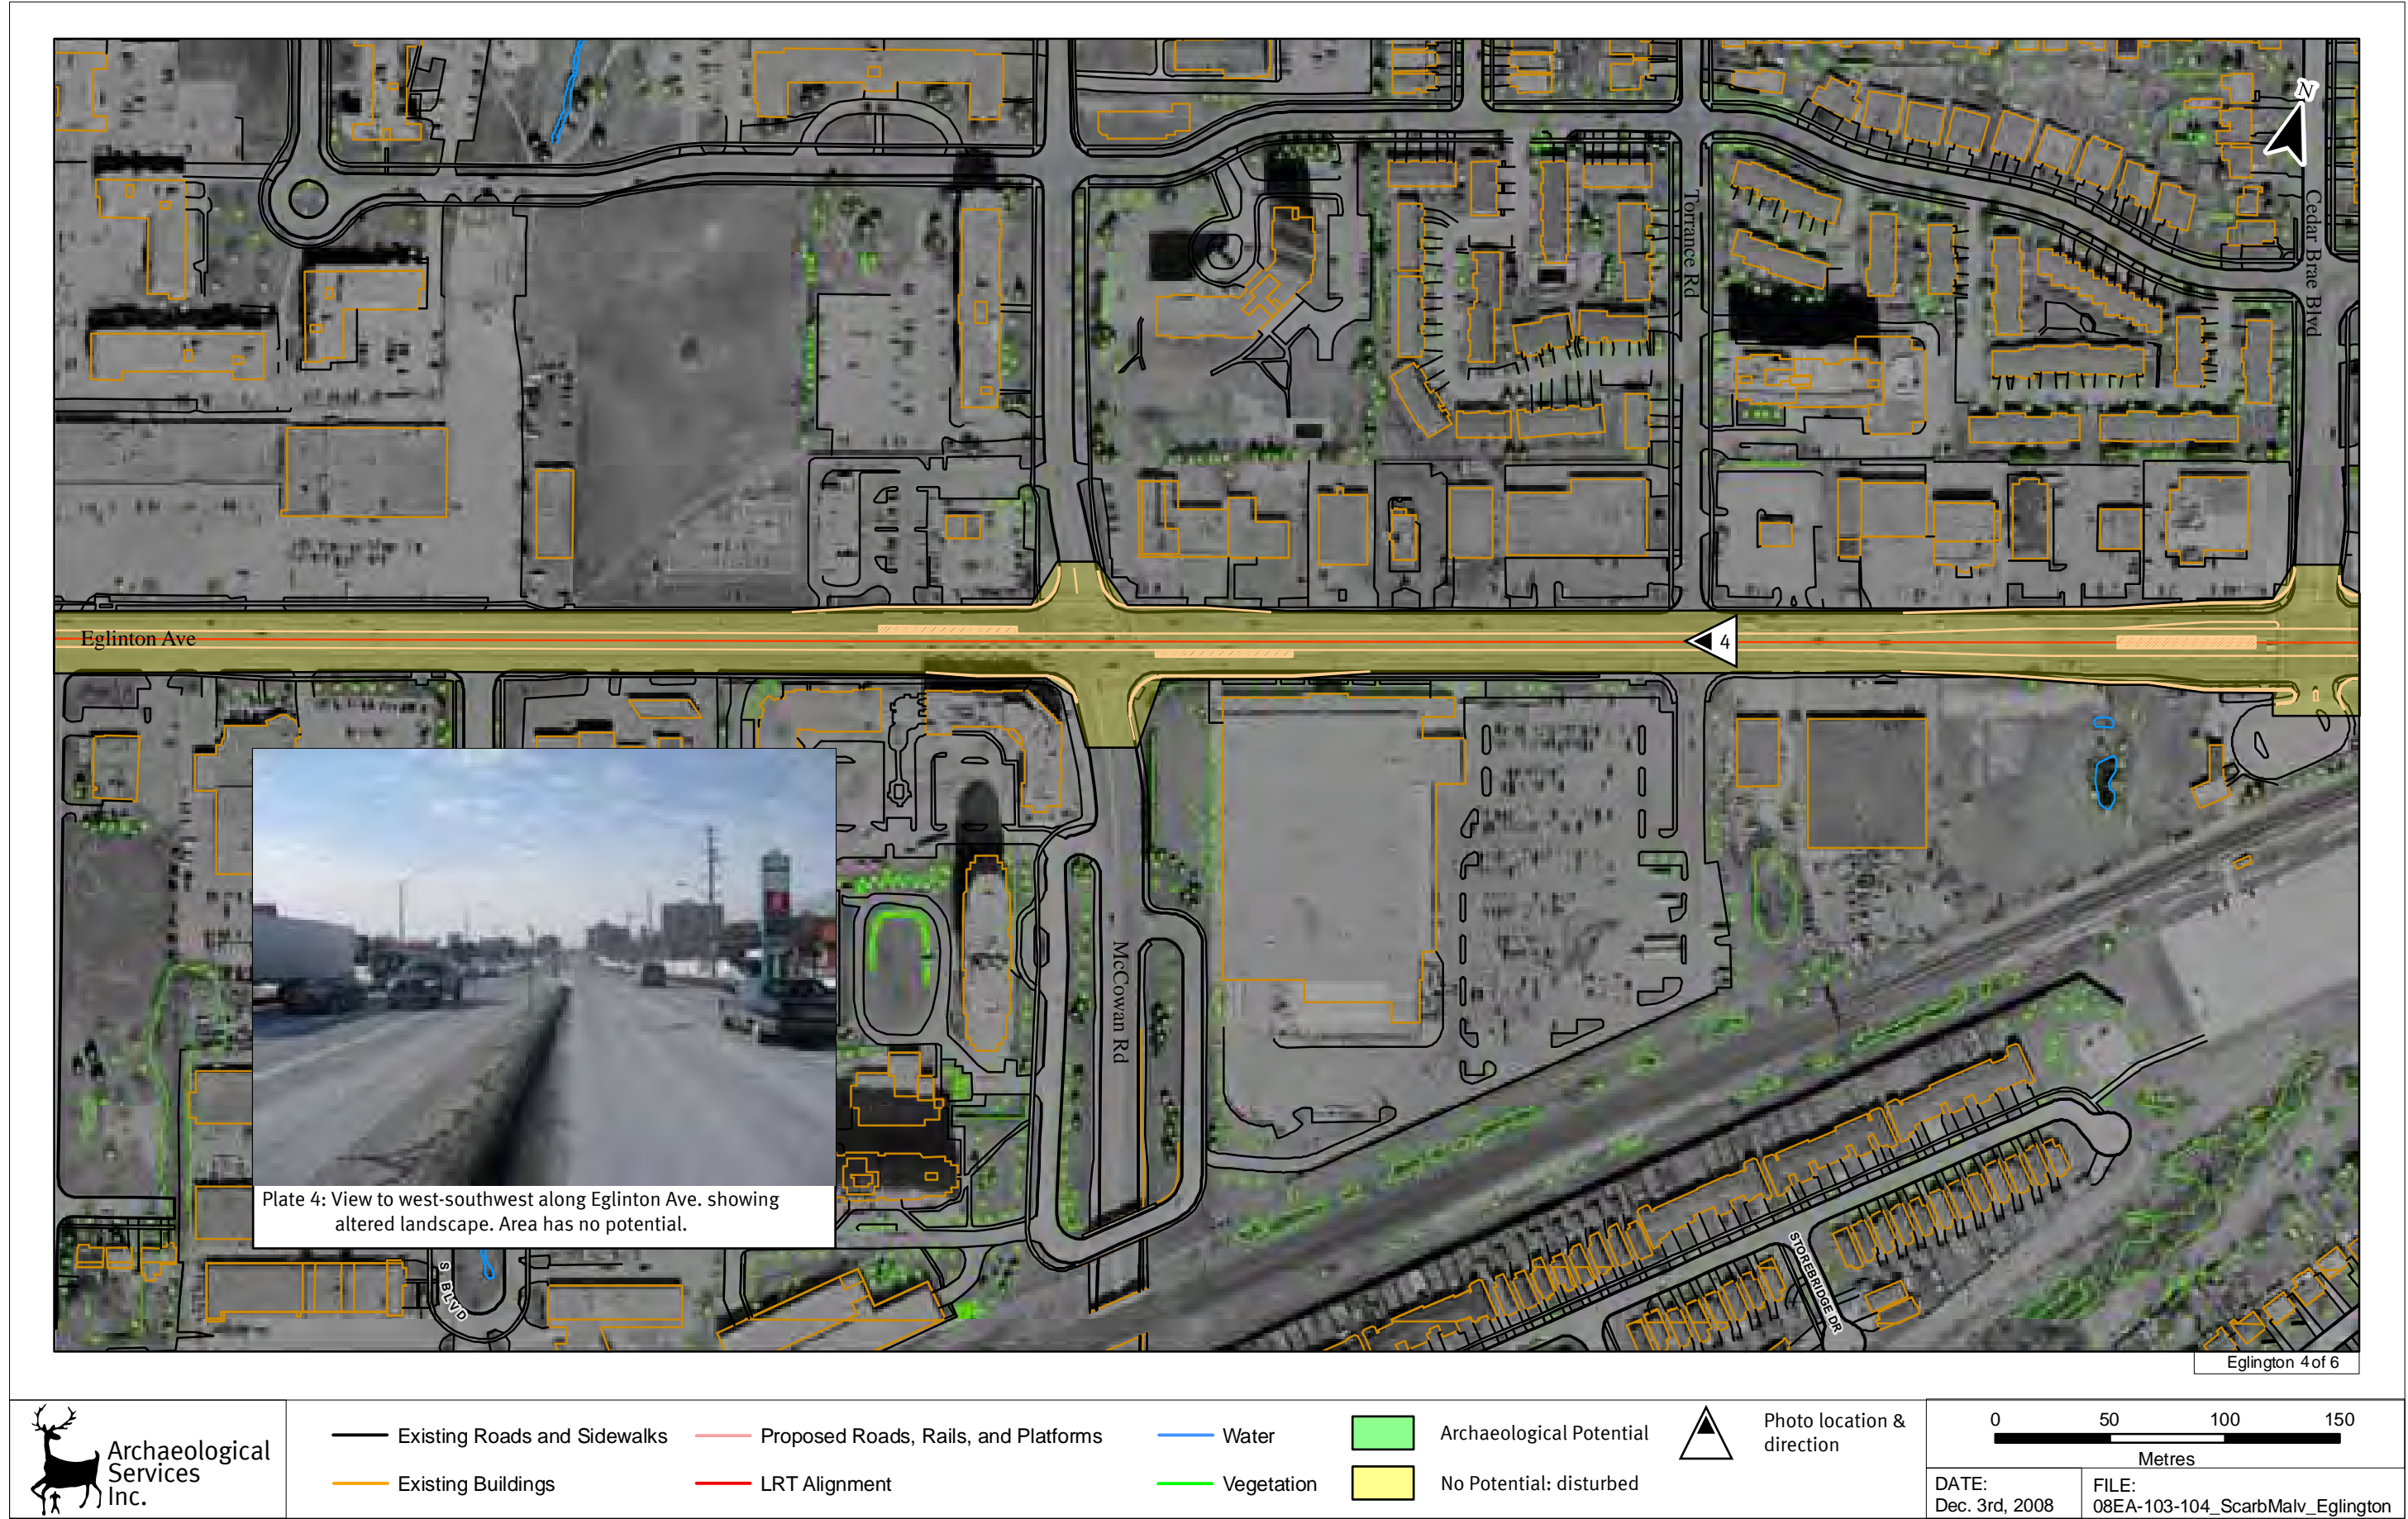 N
Cedar Brae Blvd
Torrance Rd
Eglinton Ave
4
McCowan Rd
Plate 4: View to west-southwest along Eglinton Ave. showing
altered landscape. Area has no potential.
S BLVD
STOREBRIDGE DR
Eglington 4 of 6
Archaeological
Services
Inc.
Existing Roads and Sidewalks
Existing Buildings
Proposed Roads, Rails, and Platforms
LRT Alignment
Water
Vegetation
Archaeological Potential
No Potential: disturbed
Photo location &
direction
0 50 100 150
Metres
DATE:
Dec. 3rd, 2008
FILE:
08EA-103-104_ScarbMalv_Eglington